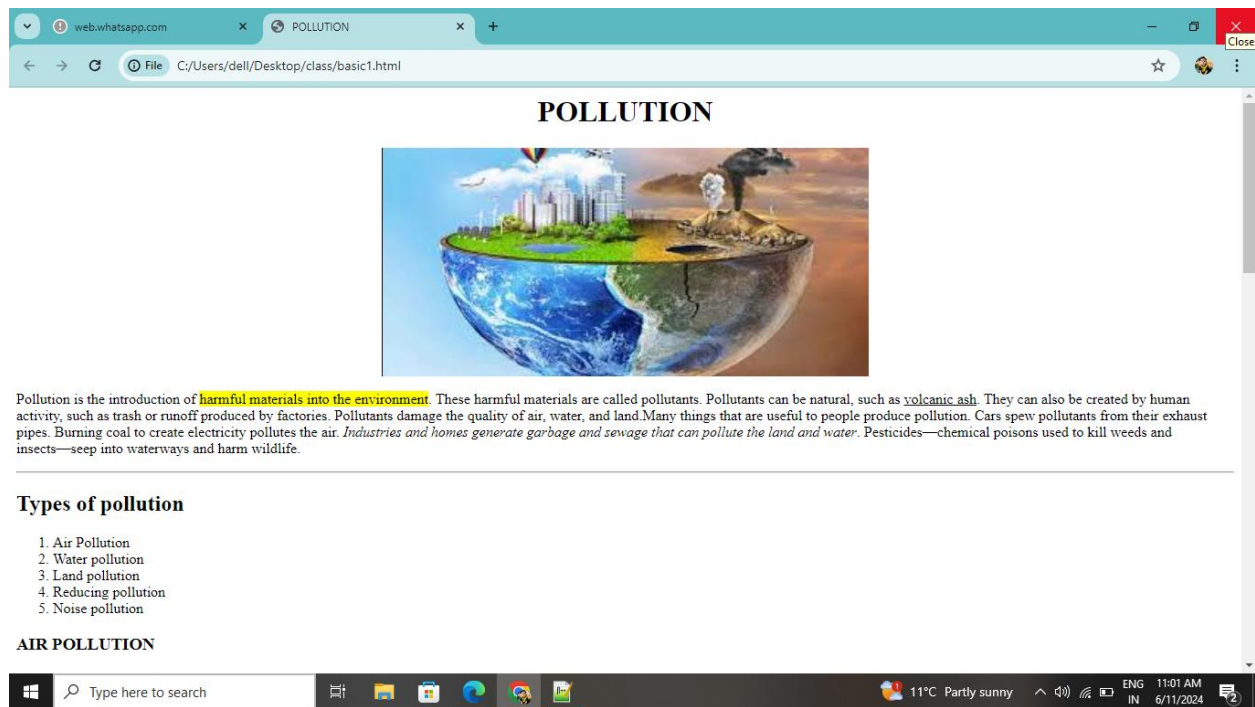 web.whatsapp.com
POLLUTION
Close
File
C:/Users/dell/Desktop/class/basic1.html
POLLUTION
Pollution is the introduction of harmful materials into the environment. These harmful materials are called pollutants. Pollutants can be natural, such as volcanic ash. They can also be created by human
activity, such as trash or runoff produced by factories. Pollutants damage the quality of air, water, and land.Many things that are useful to people produce pollution. Cars spew pollutants from their exhaust
pipes. Burning coal to create electricity pollutes the air. Industries and homes generate garbage and sewage that can pollute the land and water. Pesticides—chemical poisons used to kill weeds and
insects—seep into waterways and harm wildlife.
Types of pollution
1. Air Pollution
2. Water pollution
3. Land pollution
4. Reducing pollution
5. Noise pollution
AIR POLLUTION
Type here to search
1
11°C Partly sunny
ENG
IN
11:01 AM
6/11/2024
2